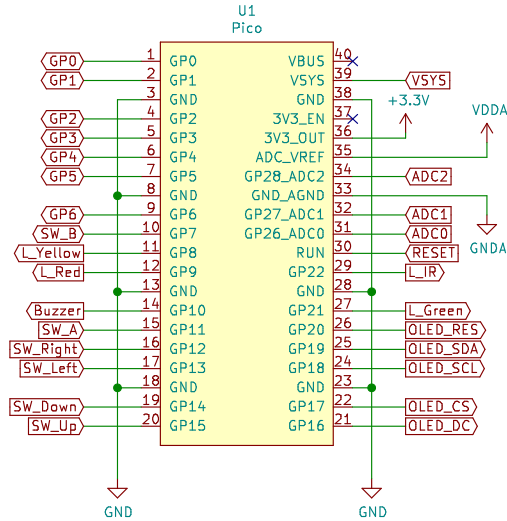 U1
Pico
GP0 1 GP0 VBUS 40
GP1 2 GP1 VSYS 39 VSYS
3 GND GND 38
+3.3V
GP2 4 GP2 3V3_EN 37
VDDA
GP3 5 GP3 3V3_OUT 36
GP4 6 GP4 ADC_VREF 35
GP5 7 GP5 GP28_ADC2 34 ADC2
8 GND GND_AGND 33
GP6 9 GP6 GP27_ADC1 32 ADC1
SW_B 10 GP7 GP26_ADC0 31 ADC0
GNDA
L_Yellow 11 GP8 RUN 30 RESET
L_Red 12 GP9 GP22 29 L_IR
13 GND GND 28
Buzzer 14 GP10 GP21 27 L_Green
SW_A 15 GP11 GP20 26 OLED_RES
SW_Right 16 GP12 GP19 25 OLED_SDA
SW_Left 17 GP13 GP18 24 OLED_SCL
18 GND GND 23
SW_Down 19 GP14 GP17 22 OLED_CS
SW_Up 20 GP15 GP16 21 OLED_DC
GND GND